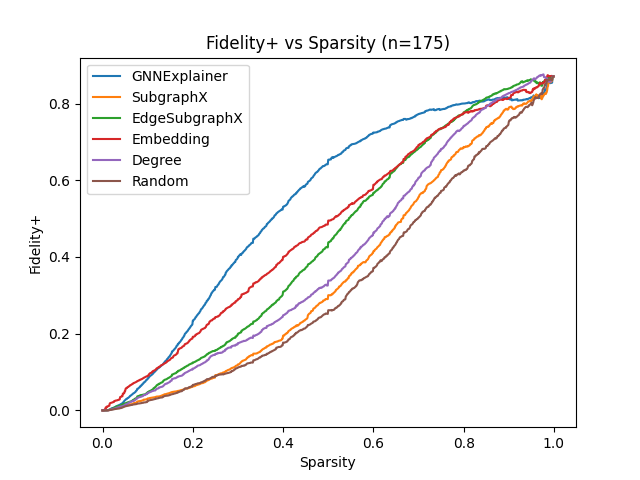 Fidelity+ vs Sparsity (n=175)
GNNExplainer
SubgraphX
EdgeSubgraphX
Embedding
Degree
Random
Fidelity+
0.8
0.6
0.4
0.2
0.0
0.0 0.2 0.4 0.6 0.8 1.0
Sparsity